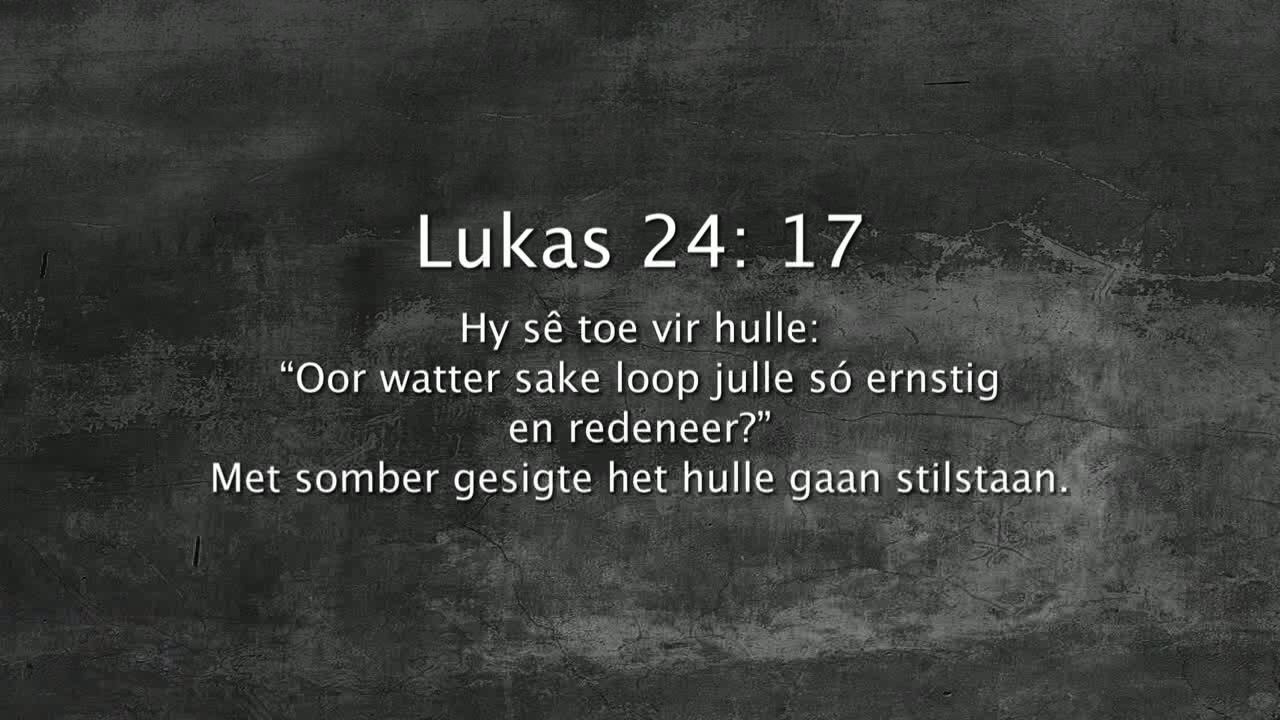 Lukas 24: 17
Hy sê toe vir hulle:
“Oor watter sake loop julle só ernstig
en redeneer?”
Met somber gesigte het hulle gaan stilstaan.